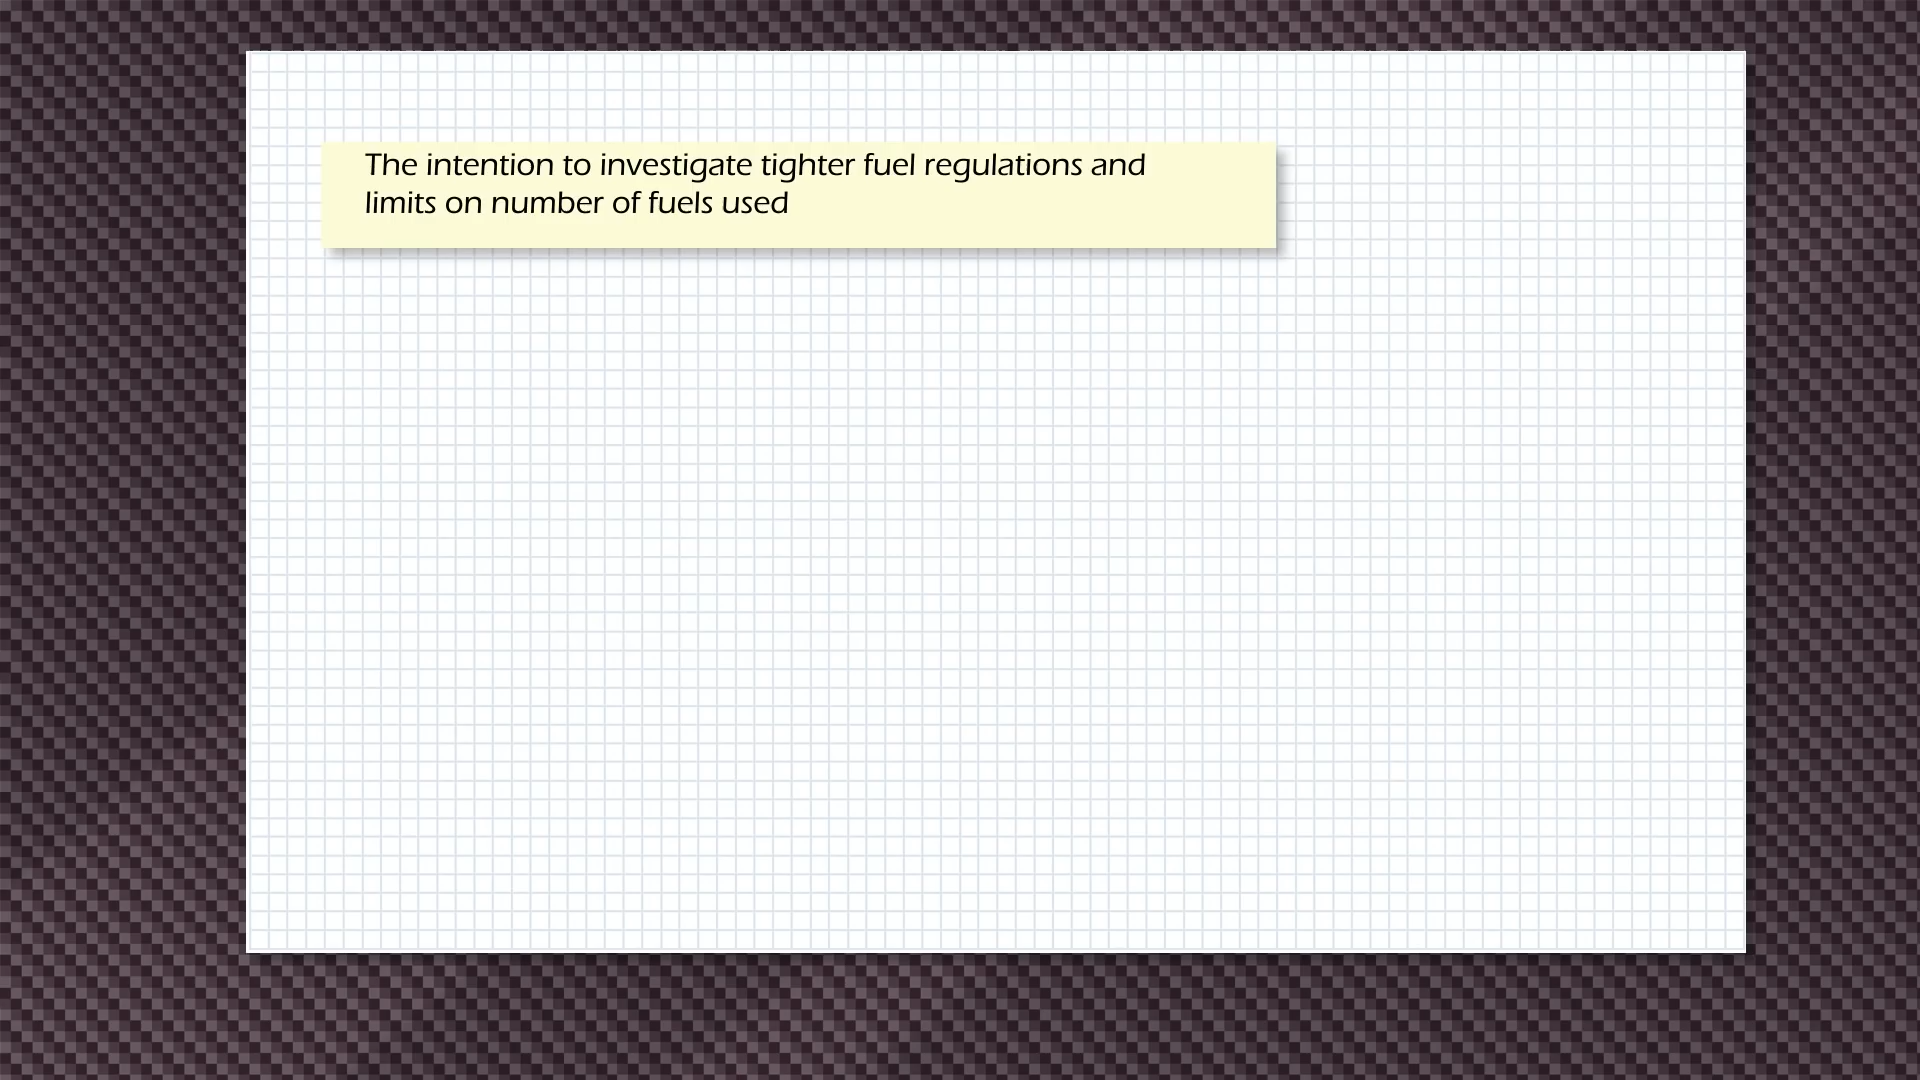 The intention to investigate tighter fuel regulations and
limits on number of fuels used